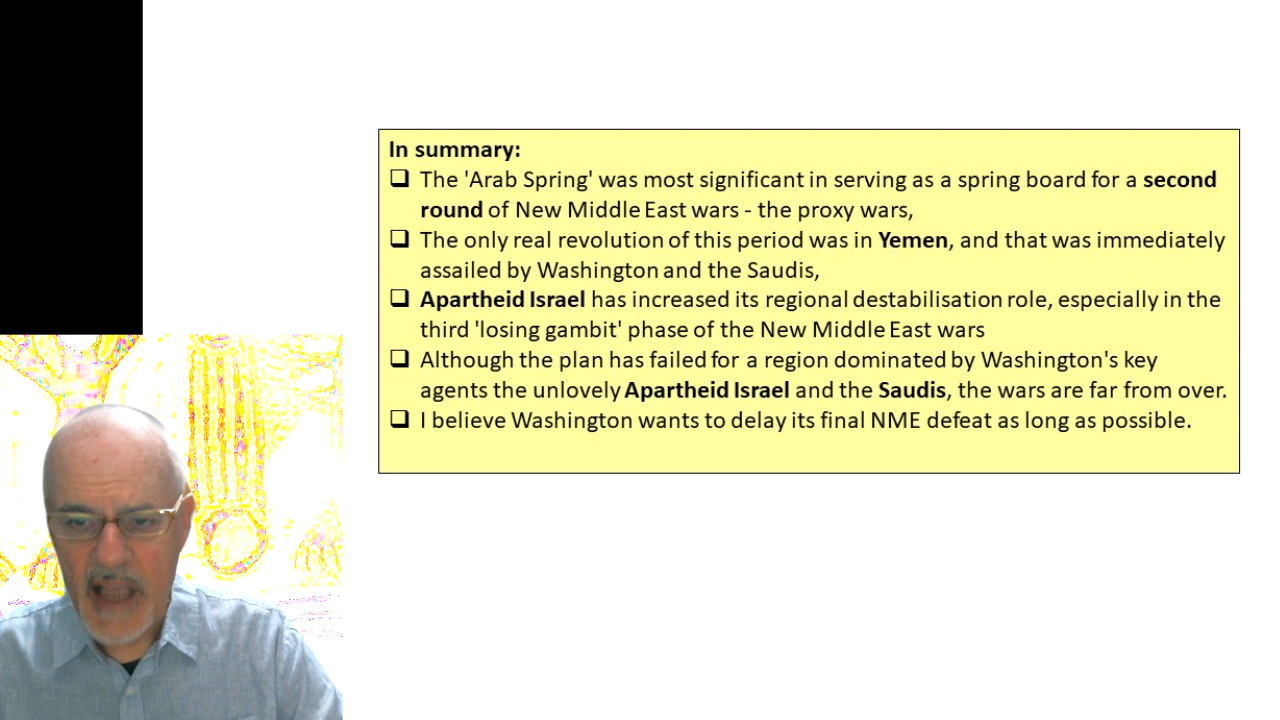 In summary:
❑ The 'Arab Spring' was most significant in serving as a spring board for a second
round of New Middle East wars - the proxy wars,
❑ The only real revolution of this period was in Yemen, and that was immediately
assailed by Washington and the Saudis,
❑ Apartheid Israel has increased its regional destabilisation role, especially in the
third 'losing gambit' phase of the New Middle East wars
❑ Although the plan has failed for a region dominated by Washington's key
agents the unlovely Apartheid Israel and the Saudis, the wars are far from over.
❑ I believe Washington wants to delay its final NME defeat as long as possible.